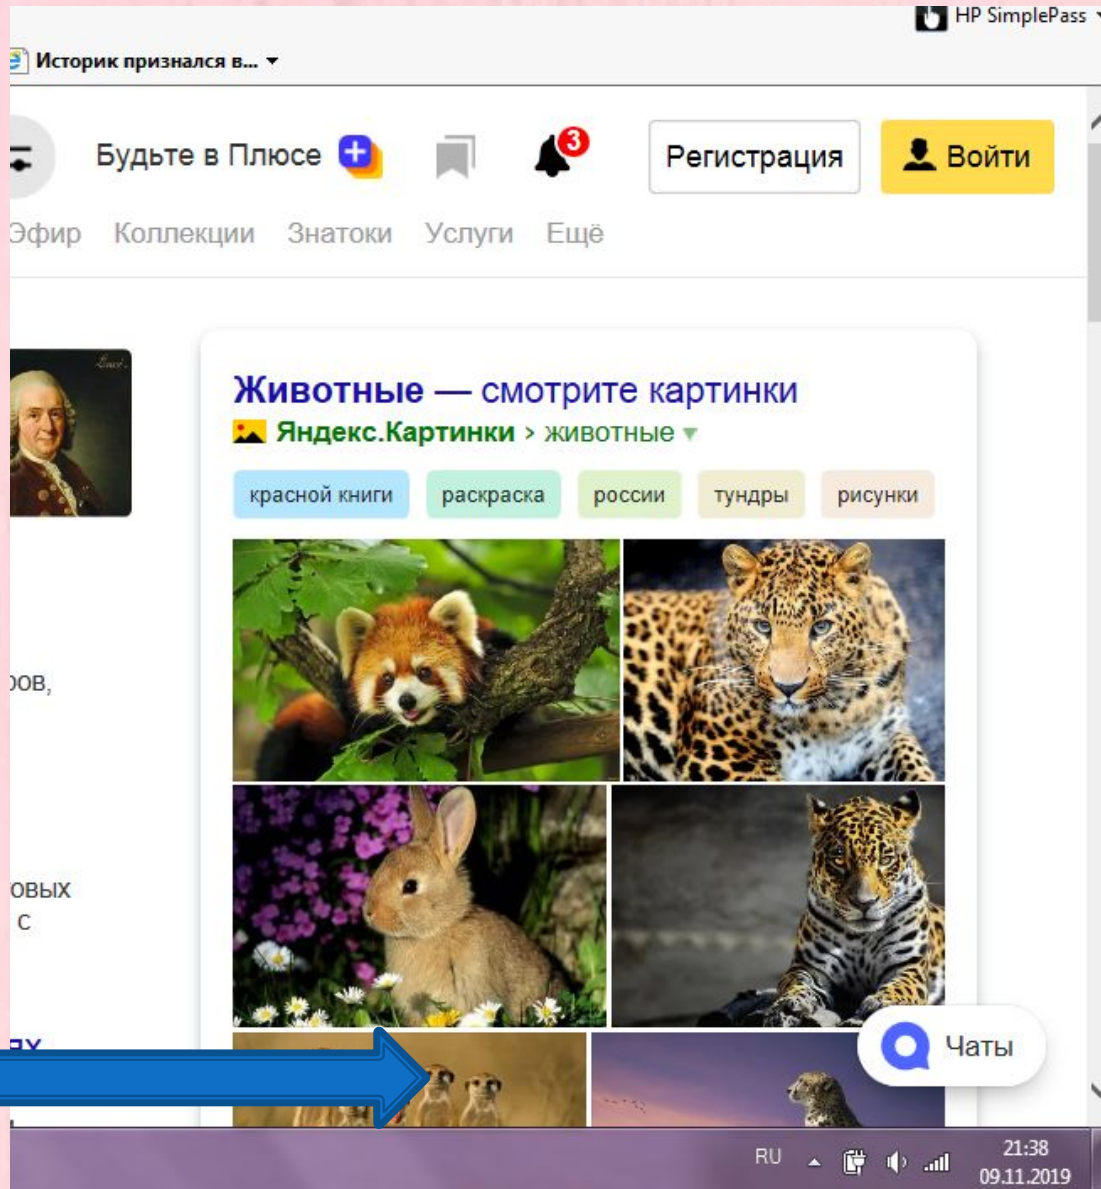 HP SimplePass
Историк признался в...
Будьте в Плюсе
3
Регистрация
Войти
Эфир Коллекции Знатоки Услуги Ещё
Животные — смотрите картинки
Яндекс.Картинки › животные
красной книги раскраска россии тундры рисунки
ров,
овых
с
Чаты
RU
21:38
09.11.2019